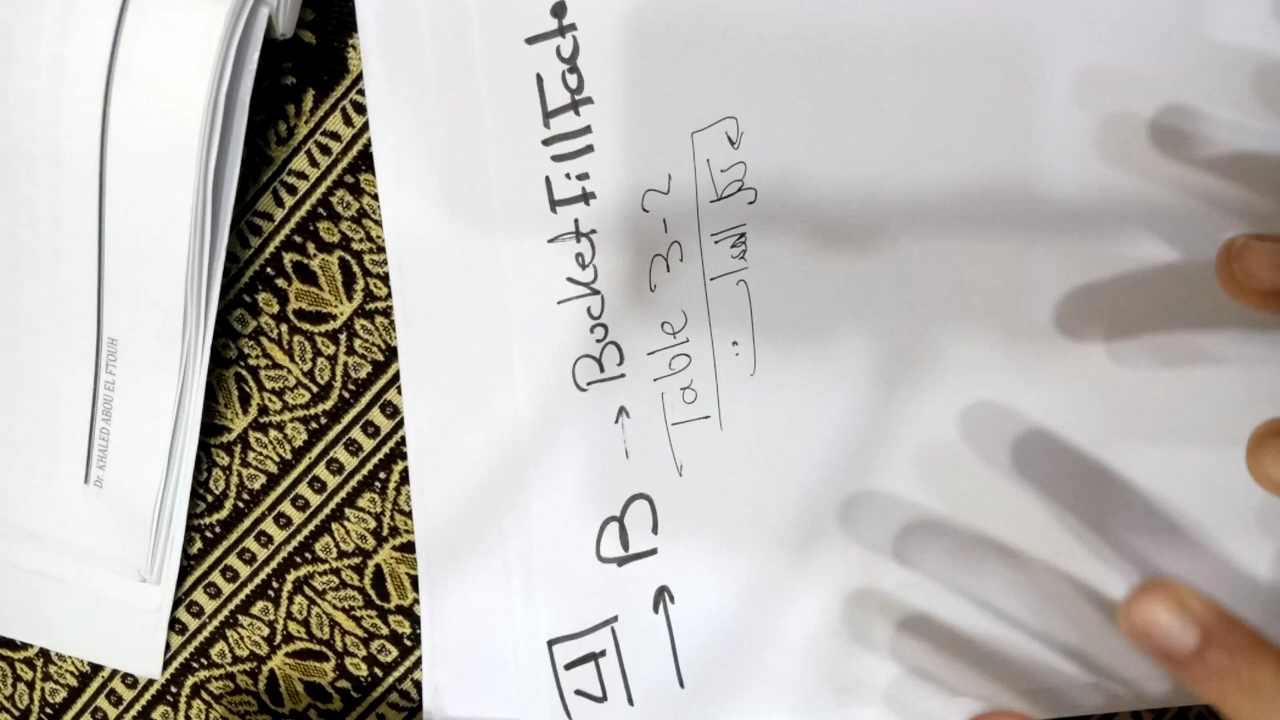 Dr. KHALED ABOU EL FTOUH
4 → B → Bucket Fill Facto
Table 3-2